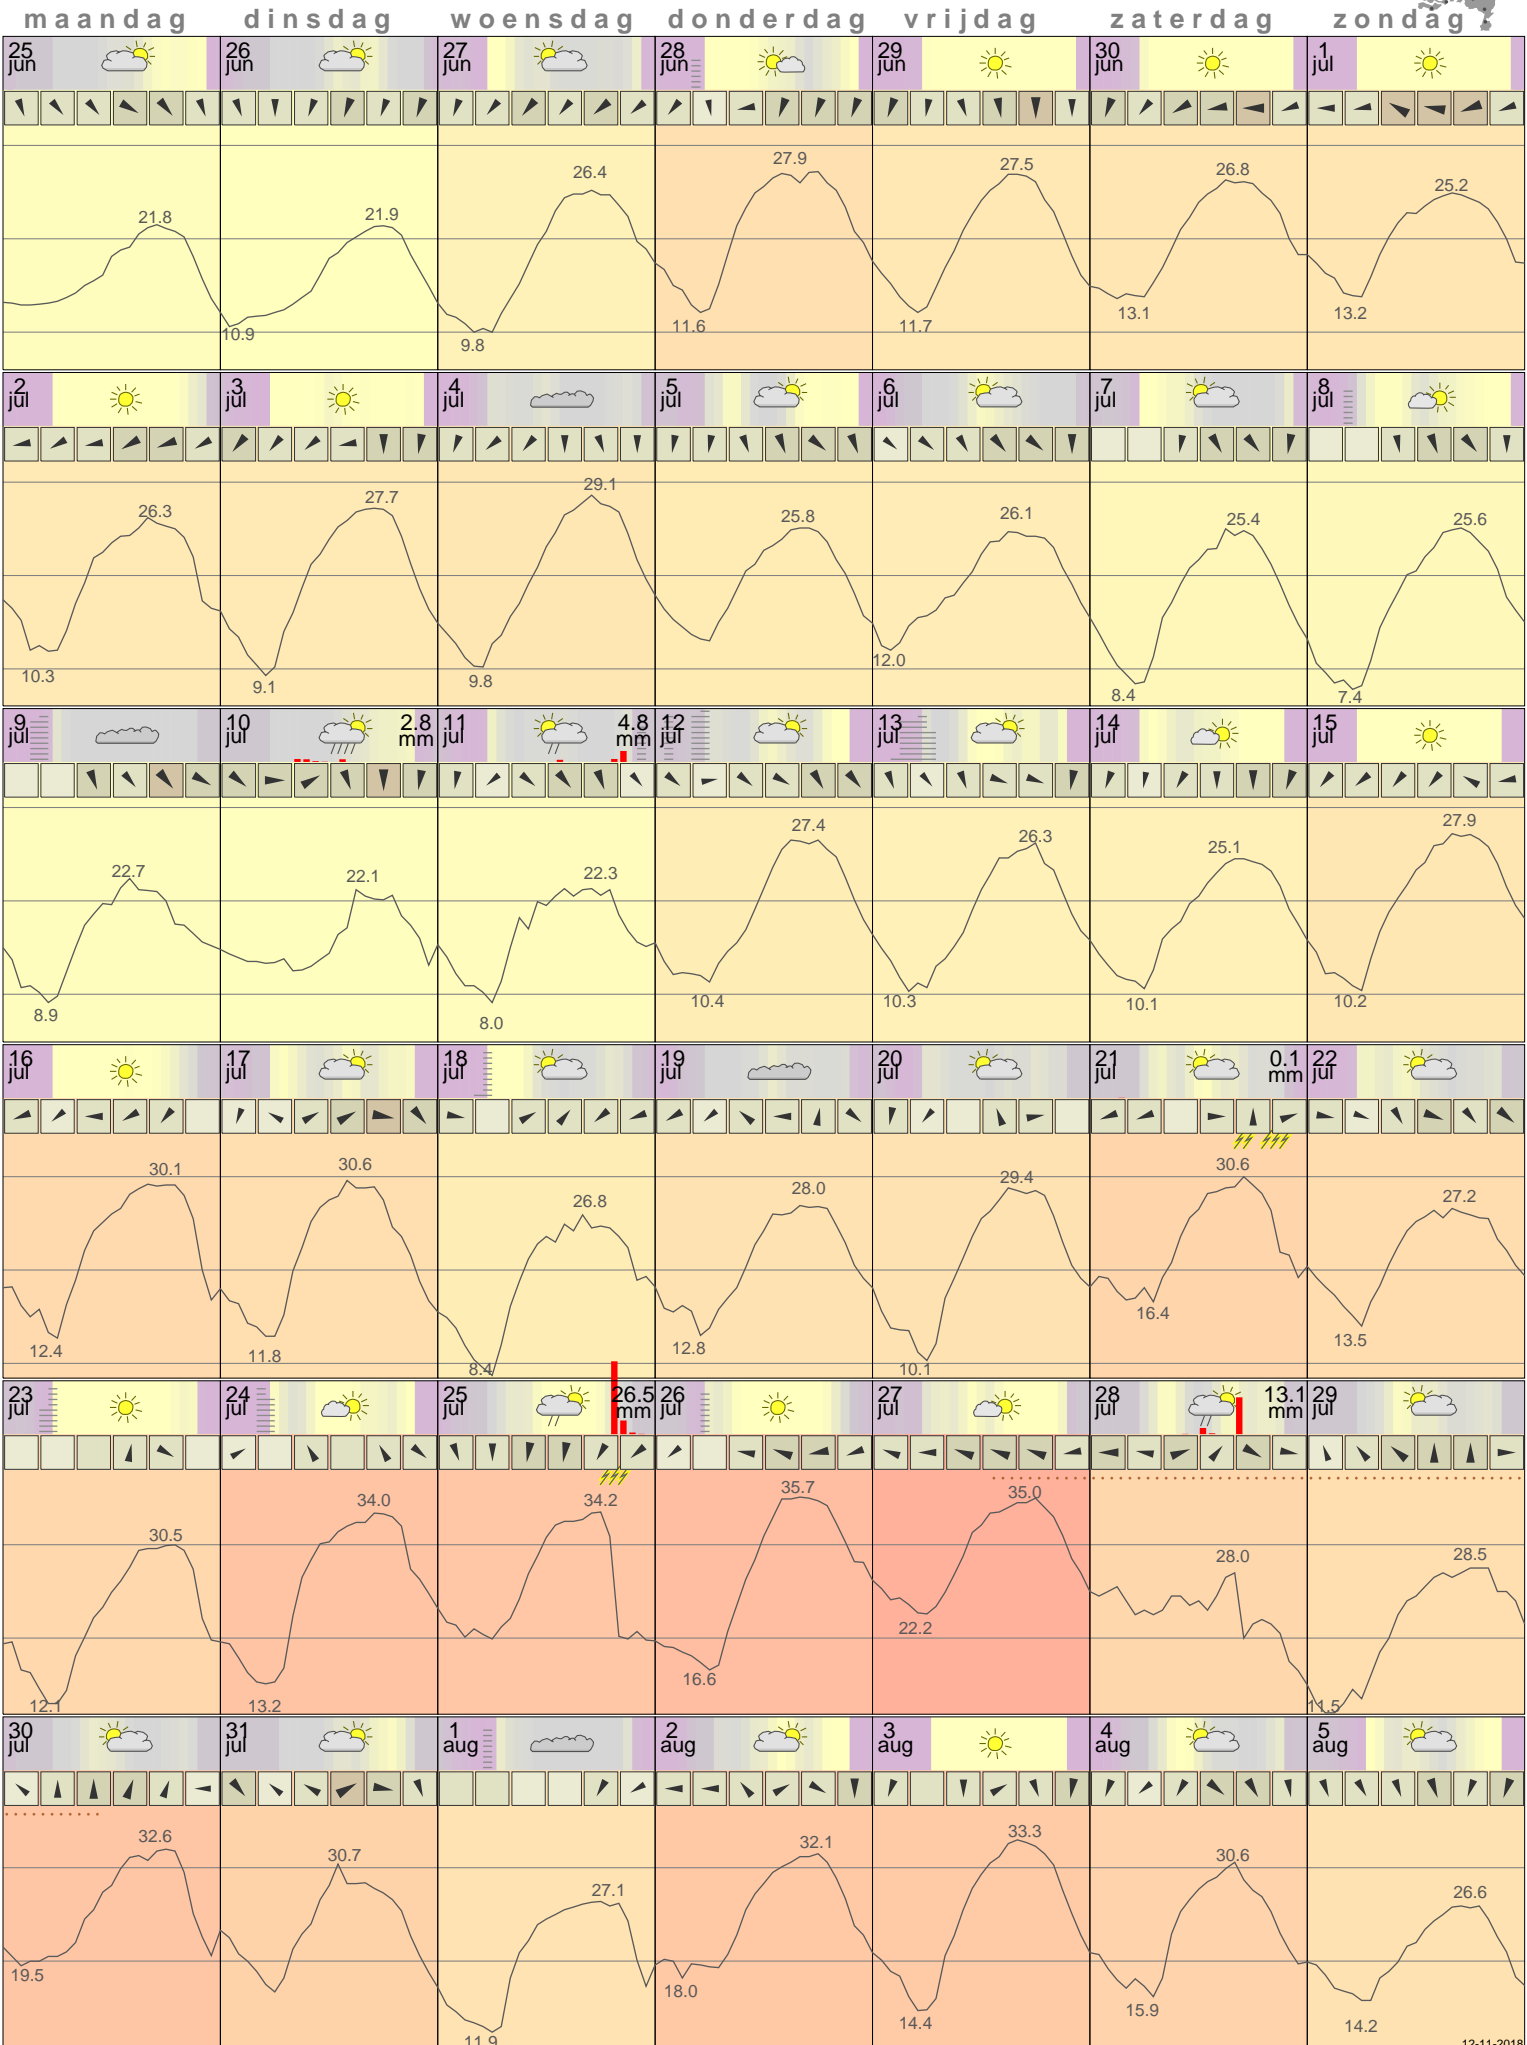 maandag dinsdag woensdag donderdag vrijdag zaterdag zondag
25 26 27 28 29 30 1
jun jun jun jun jun jun jul
21.8 21.9 26.4 27.9 27.5 26.8 25.2
10.9 9.8 11.6 11.7 13.1 13.2
2 3 4 5 6 7 8
jul jul jul jul jul jul jul
26.3 27.7 29.1 25.8 26.1 25.4 25.6
10.3 9.1 9.8 12.0 8.4 7.4
9 10 2.8 11 4.8 12 13 14 15
jul jul mm jul mm jul jul jul jul
22.7 22.1 22.3 27.4 26.3 25.1 27.9
8.9 8.0 10.4 10.3 10.1 10.2
16 17 18 19 20 21 0.1 22
jul jul jul jul jul jul mm jul
30.1 30.6 26.8 28.0 29.4 30.6 27.2
12.4 11.8 8.4 12.8 10.1 16.4 13.5
23 24 25 26.5 26 27 28 13.1 29
jul jul jul mm jul jul jul mm jul
30.5 34.0 34.2 35.7 35.0 28.0 28.5
12.1 13.2 16.6 22.2 11.5
30 31 1 2 3 4 5
jul jul aug aug aug aug aug
32.6 30.7 27.1 32.1 33.3 30.6 26.6
19.5 11.9 18.0 14.4 15.9 14.2
12-11-2018